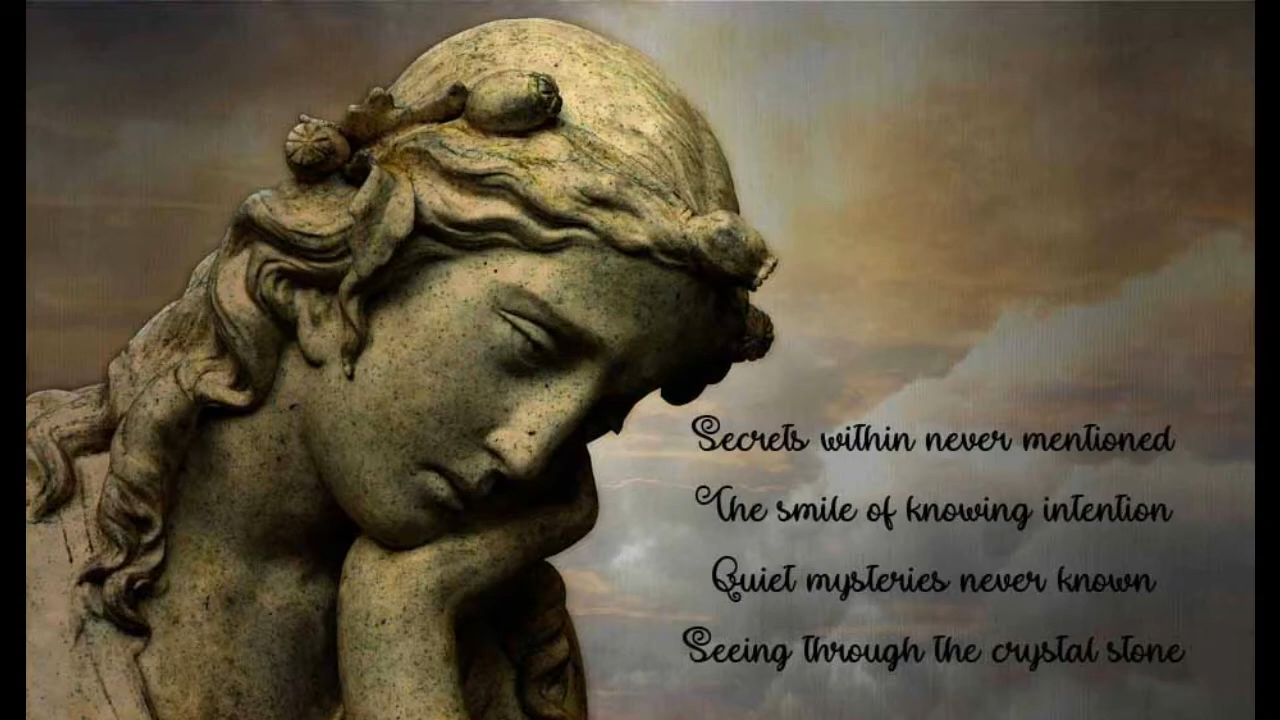 Secrets within never mentioned
The smile of knowing intention
Quiet mysteries never known
Seeing through the crystal stone